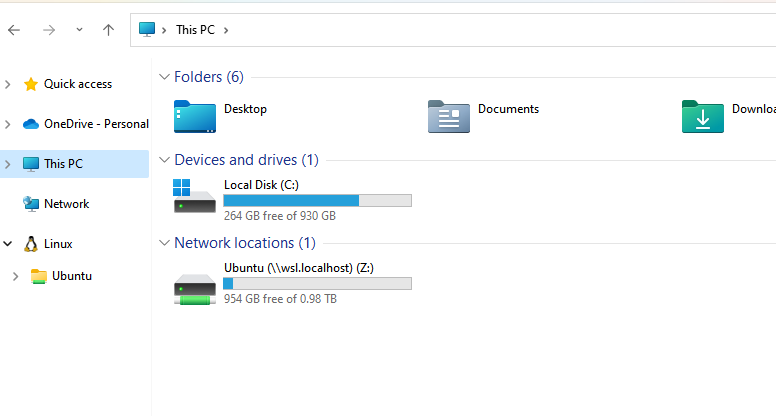 This PC
Quick access
OneDrive - Personal
This PC
Network
Linux
Ubuntu
Folders (6)
Desktop
Documents
Downloa
Devices and drives (1)
Local Disk (C:)
264 GB free of 930 GB
Network locations (1)
Ubuntu (\\wsl.localhost) (Z:)
954 GB free of 0.98 TB